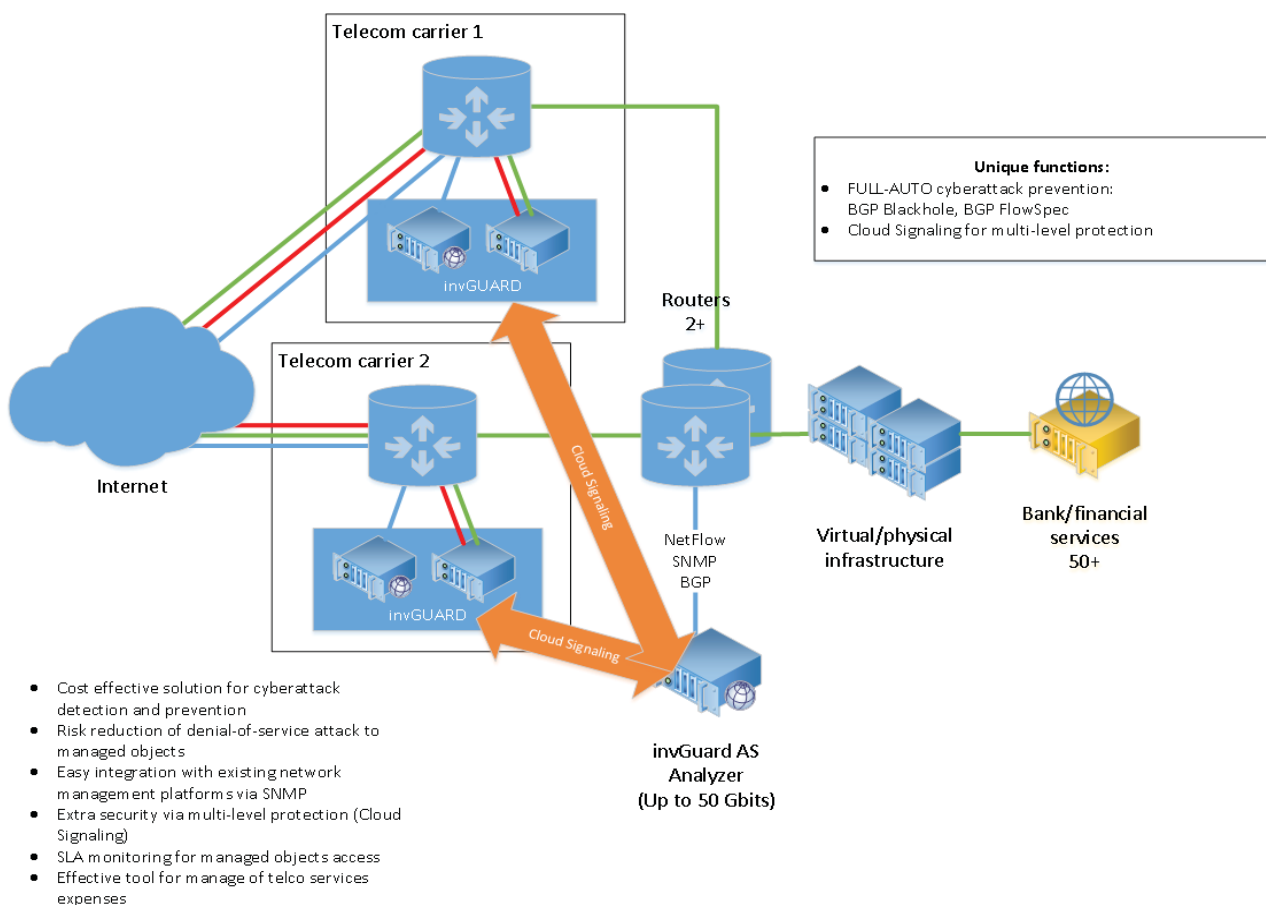 Telecom carrier 1
invGUARD
Unique functions:
● FULL-AUTO cyberattack prevention:
BGP Blackhole, BGP FlowSpec
● Cloud Signaling for multi-level protection
Routers
2+
Telecom carrier 2
Internet
Cloud Signaling
invGUARD
Cloud Signaling
NetFlow
SNMP
BGP
Virtual/physical
infrastructure
Bank/financial
services
50+
invGuard AS
Analyzer
(Up to 50 Gbits)
● Cost effective solution for cyberattack
detection and prevention
● Risk reduction of denial-of-service attack to
managed objects
● Easy integration with existing network
management platforms via SNMP
● Extra security via multi-level protection (Cloud
Signaling)
● SLA monitoring for managed objects access
● Effective tool for manage of telco services
expenses